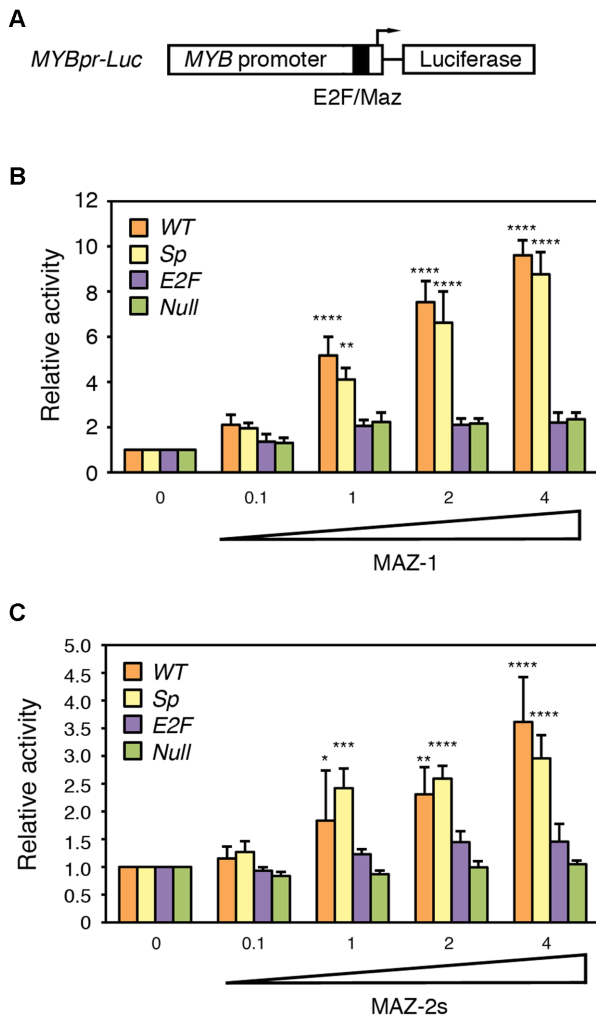 A
MYBpr-Luc MYB promoter Luciferase
E2F/Maz
B
Relative activity
12
10
8
6
4
2
0
WT
Sp
E2F
Null
**** ** **** **** **** ****
0 0.1 1 2 4
MAZ-1
C
Relative activity
5.0
4.5
4.0
3.5
3.0
2.5
2.0
1.5
1.0
0.5
0
WT
Sp
E2F
Null
* *** ** **** **** ****
0 0.1 1 2 4
MAZ-2s